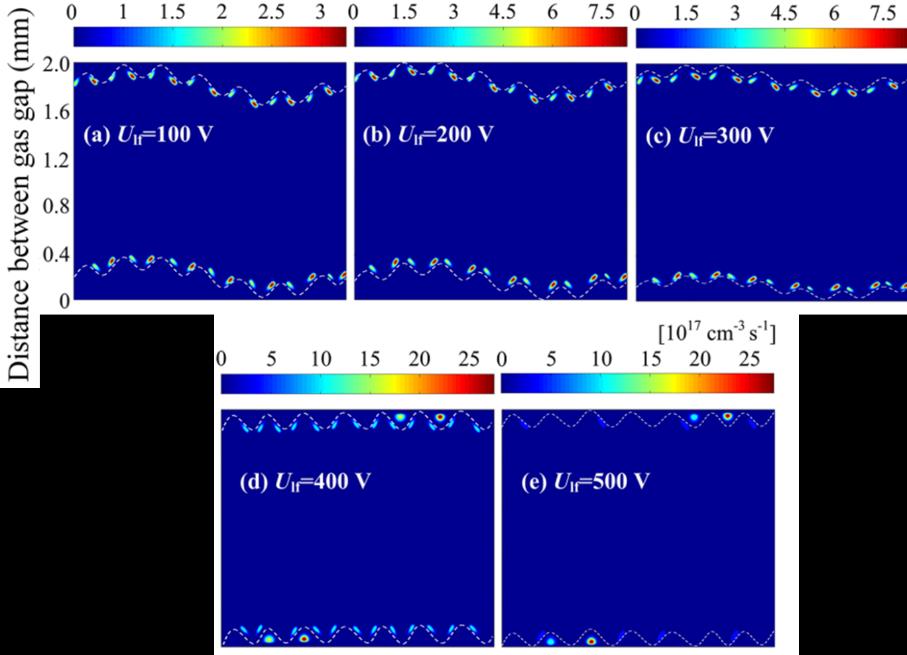 0 1 1.5 2 2.5 3
0 1.5 3 4.5 6 7.5
0 1.5 3 4.5 6 7.5
Distance between gas gap (mm)
2.0
1.6
1.2
0.8
0.4
0
(a) Ulf=100 V
(b) Ulf=200 V
(c) Ulf=300 V
[10^17 cm^-3 s^-1]
0 5 10 15 20 25
0 5 10 15 20 25
(d) Ulf=400 V
(e) Ulf=500 V